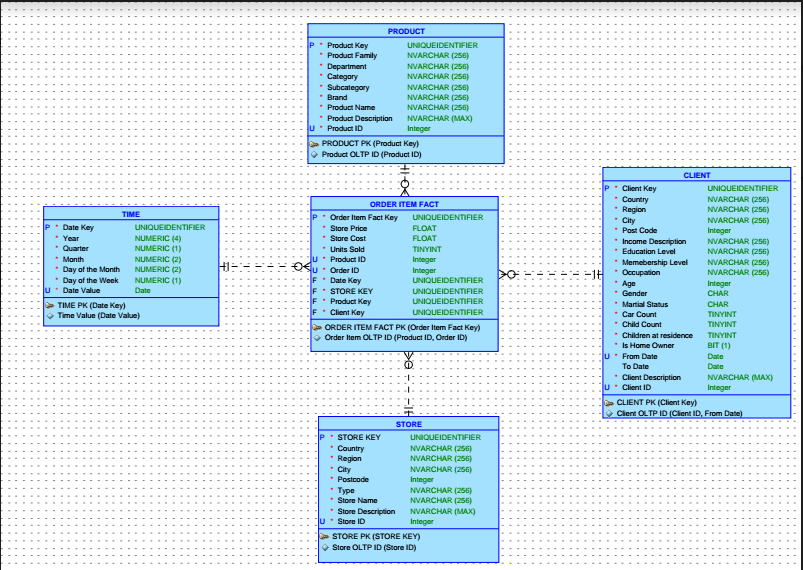 PRODUCT
P * Product Key UNIQUEIDENTIFIER
* Product Family NVARCHAR (256)
* Department NVARCHAR (256)
* Category NVARCHAR (256)
* Subcategory NVARCHAR (256)
* Brand NVARCHAR (256)
* Product Name NVARCHAR (256)
* Product Description NVARCHAR (MAX)
U * Product ID Integer
PRODUCT PK (Product Key)
Product OLTP ID (Product ID)
TIME
P * Date Key UNIQUEIDENTIFIER
* Year NUMERIC (4)
* Quarter NUMERIC (1)
* Month NUMERIC (2)
* Day of the Month NUMERIC (2)
* Day of the Week NUMERIC (1)
U * Date Value Date
TIME PK (Date Key)
Time Value (Date Value)
ORDER ITEM FACT
P * Order Item Fact Key UNIQUEIDENTIFIER
* Store Price FLOAT
* Store Cost FLOAT
* Units Sold TINYINT
U * Product ID Integer
U * Order ID Integer
F * Date Key UNIQUEIDENTIFIER
F * STORE KEY UNIQUEIDENTIFIER
F * Product Key UNIQUEIDENTIFIER
F * Client Key UNIQUEIDENTIFIER
ORDER ITEM FACT PK (Order Item Fact Key)
Order Item OLTP ID (Product ID, Order ID)
CLIENT
P * Client Key UNIQUEIDENTIFIER
* Country NVARCHAR (256)
* Region NVARCHAR (256)
* City NVARCHAR (256)
* Post Code Integer
* Income Description NVARCHAR (256)
* Education Level NVARCHAR (256)
* Memebership Level NVARCHAR (256)
* Occupation NVARCHAR (256)
* Age Integer
* Gender CHAR
* Martial Status CHAR
* Car Count TINYINT
* Child Count TINYINT
* Children at residence TINYINT
* Is Home Owner BIT (1)
U * From Date Date
To Date Date
* Client Description NVARCHAR (MAX)
U * Client ID Integer
CLIENT PK (Client Key)
Client OLTP ID (Client ID, From Date)
STORE
P * STORE KEY UNIQUEIDENTIFIER
* Country NVARCHAR (256)
* Region NVARCHAR (256)
* City NVARCHAR (256)
* Postcode Integer
* Type NVARCHAR (256)
* Store Name NVARCHAR (256)
* Store Description NVARCHAR (MAX)
U * Store ID Integer
STORE PK (STORE KEY)
Store OLTP ID (Store ID)